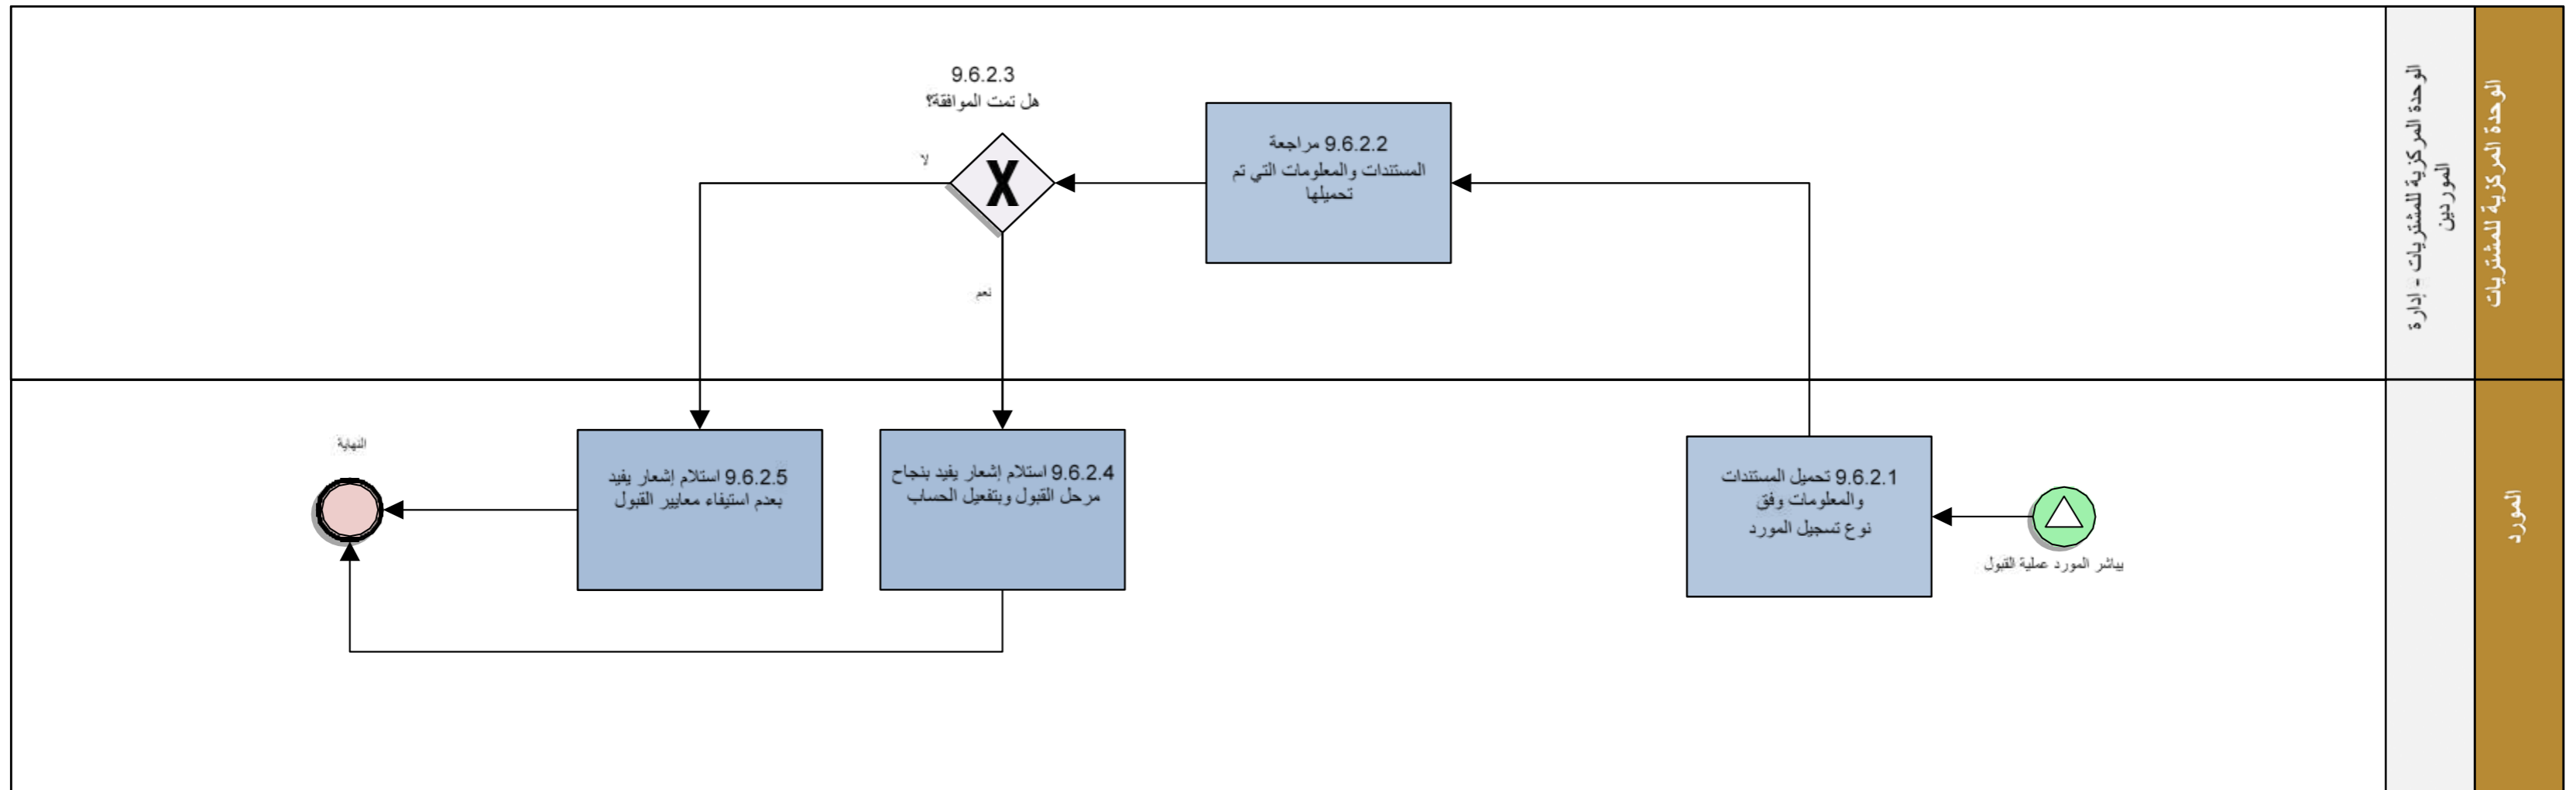 الوحدة المركزية للمشتريات
الوحدة المركزية للمشتريات - إدارة
الموردين
9.6.2.2 مراجعة
المستندات والمعلومات التي تم
تحميلها
9.6.2.3
هل تمت الموافقة؟
لا
نعم
المورد
يباشر المورد عملية القبول
9.6.2.1 تحميل المستندات
والمعلومات وفق
نوع تسجيل المورد
9.6.2.4 استلام إشعار يفيد بنجاح
مرحل القبول وبتفعيل الحساب
9.6.2.5 استلام إشعار يفيد
بعدم استيفاء معايير القبول
النهاية